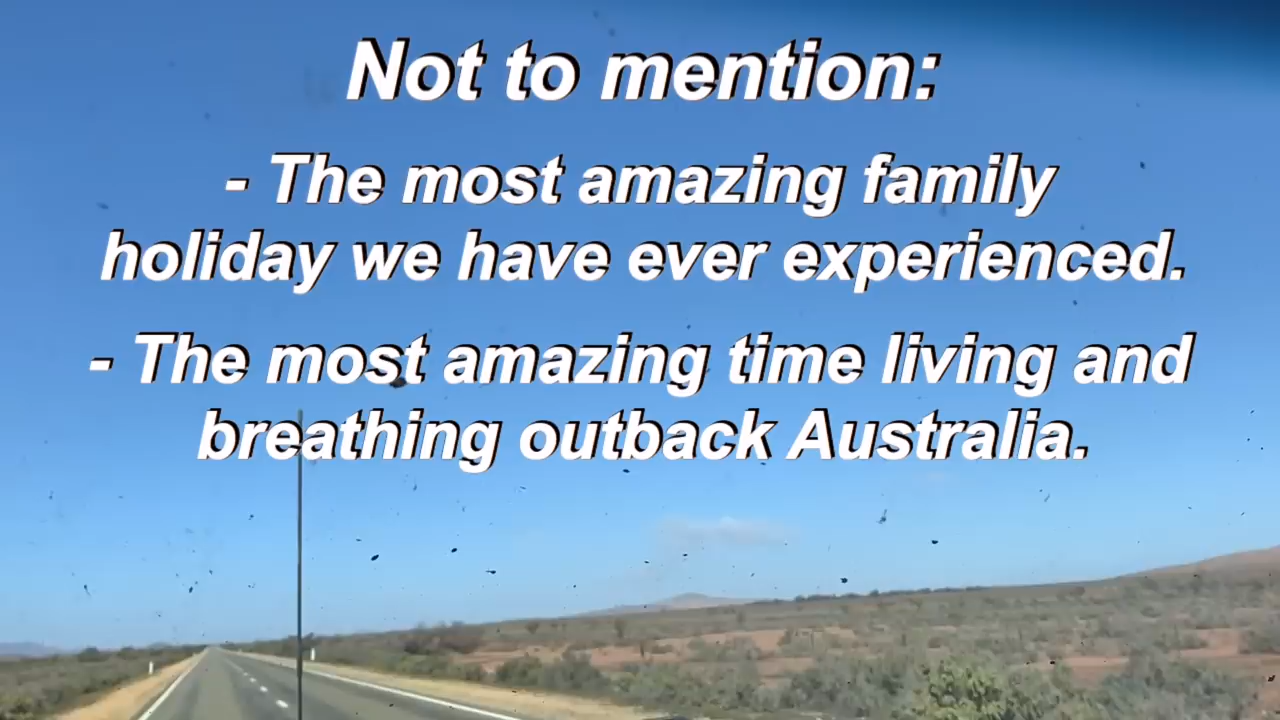 Not to mention:
- The most amazing family
holiday we have ever experienced.
- The most amazing time living and
breathing outback Australia.